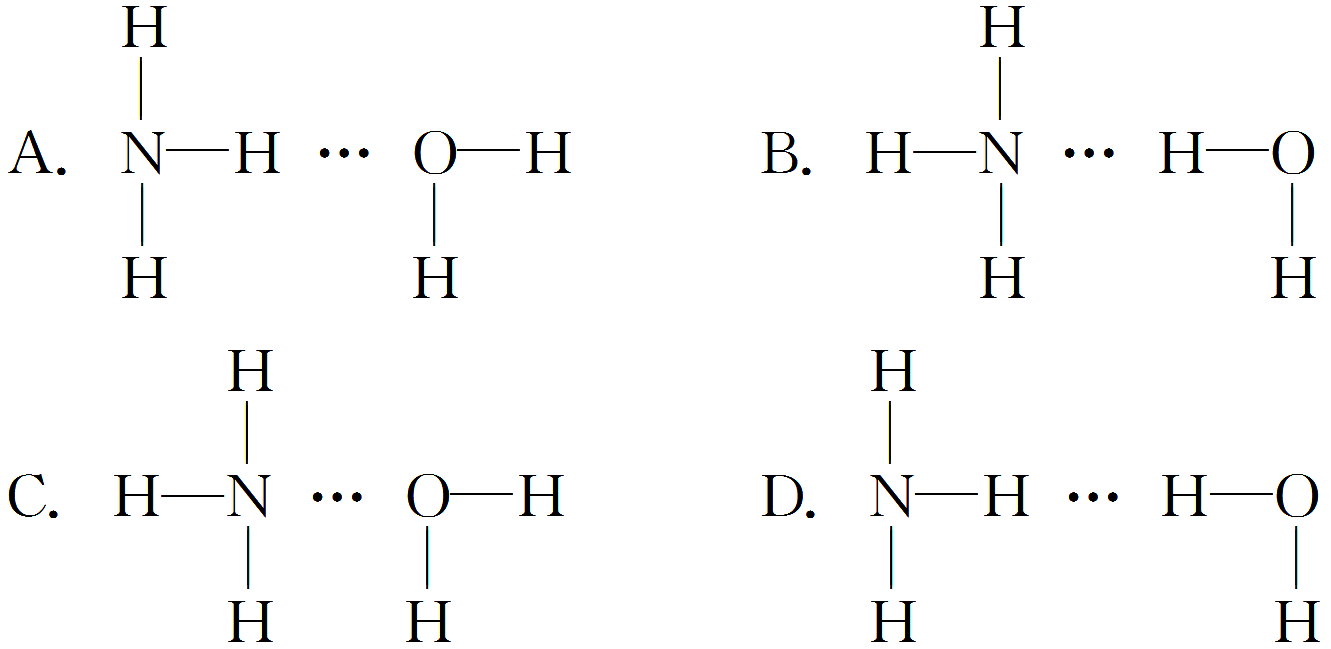 H H
A. N—H ··· O—H B. H—N ··· H—O
H H H H
H H
C. H—N ··· O—H D. N—H ··· H—O
H H H H